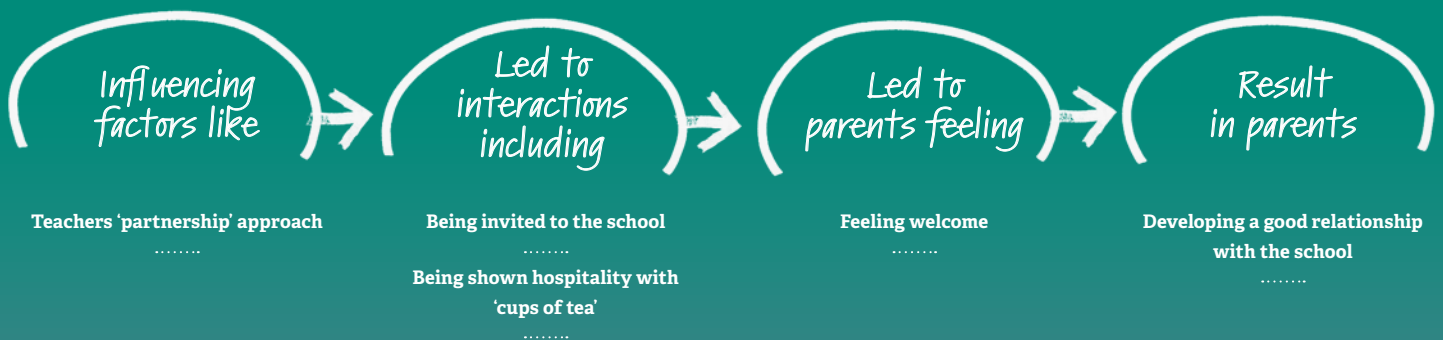 Influencing
factors like
Led to
interactions
including
Led to
parents feeling
Result
in parents
Teachers ‘partnership’ approach
........
Being invited to the school
........
Being shown hospitality with
‘cups of tea’
........
Feeling welcome
........
Developing a good relationship
with the school
........